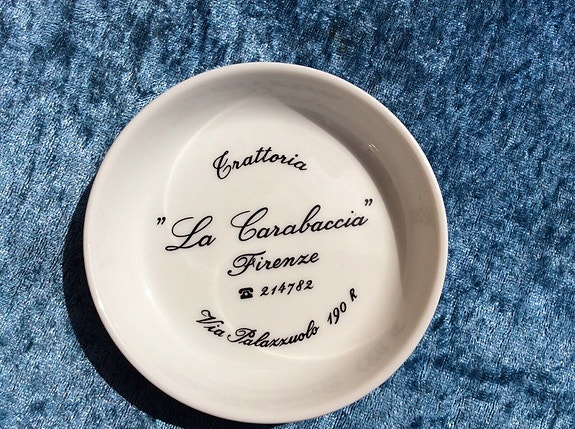 Trattoria
"La Carabaccia"
Firenze
☎ 214782
Via Palazzuolo 190 R